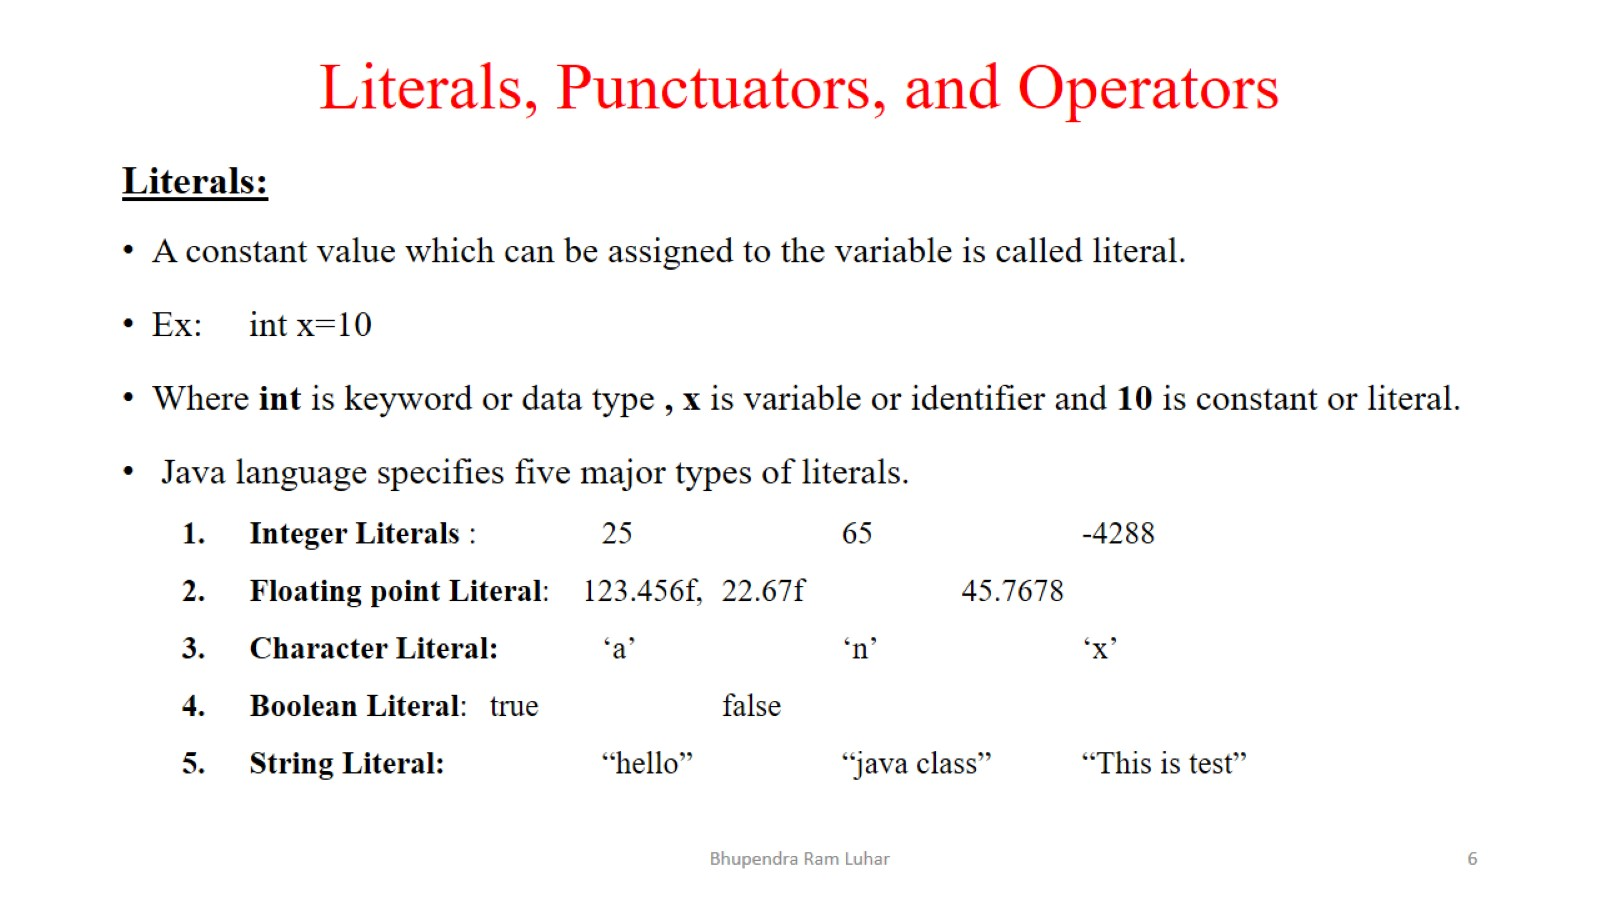 Literals, Punctuators, and Operators
Literals:
• A constant value which can be assigned to the variable is called literal.
• Ex: int x=10
• Where int is keyword or data type , x is variable or identifier and 10 is constant or literal.
• Java language specifies five major types of literals.
1. Integer Literals : 25 65 -4288
2. Floating point Literal: 123.456f, 22.67f 45.7678
3. Character Literal: ‘a’ ‘n’ ‘x’
4. Boolean Literal: true false
5. String Literal: “hello” “java class” “This is test”
Bhupendra Ram Luhar 6